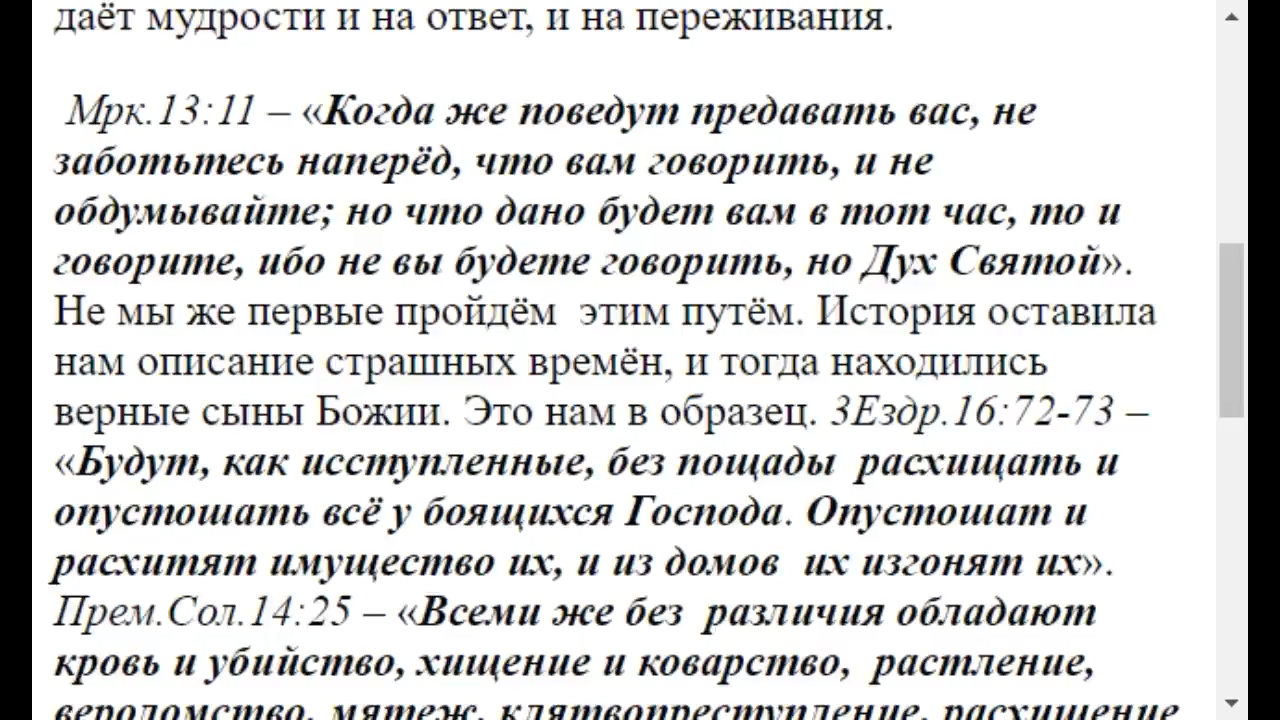 даёт мудрости и на ответ, и на переживания.
Мрк.13:11 – «Когда же поведут предавать вас, не
заботьтесь наперёд, что вам говорить, и не
обдумывайте; но что дано будет вам в тот час, то и
говорите, ибо не вы будете говорить, но Дух Святой».
Не мы же первые пройдём этим путём. История оставила
нам описание страшных времён, и тогда находились
верные сыны Божии. Это нам в образец. 3Ездр.16:72-73 –
«Будут, как исступленные, без пощады расхищать и
опустошать всё у боящихся Господа. Опустошат и
расхитят имущество их, и из домов их изгонят их».
Прем.Сол.14:25 – «Всеми же без различия обладают
кровь и убийство, хищение и коварство, растление,
вероломство, мятеж, клятвопреступление, расхищение